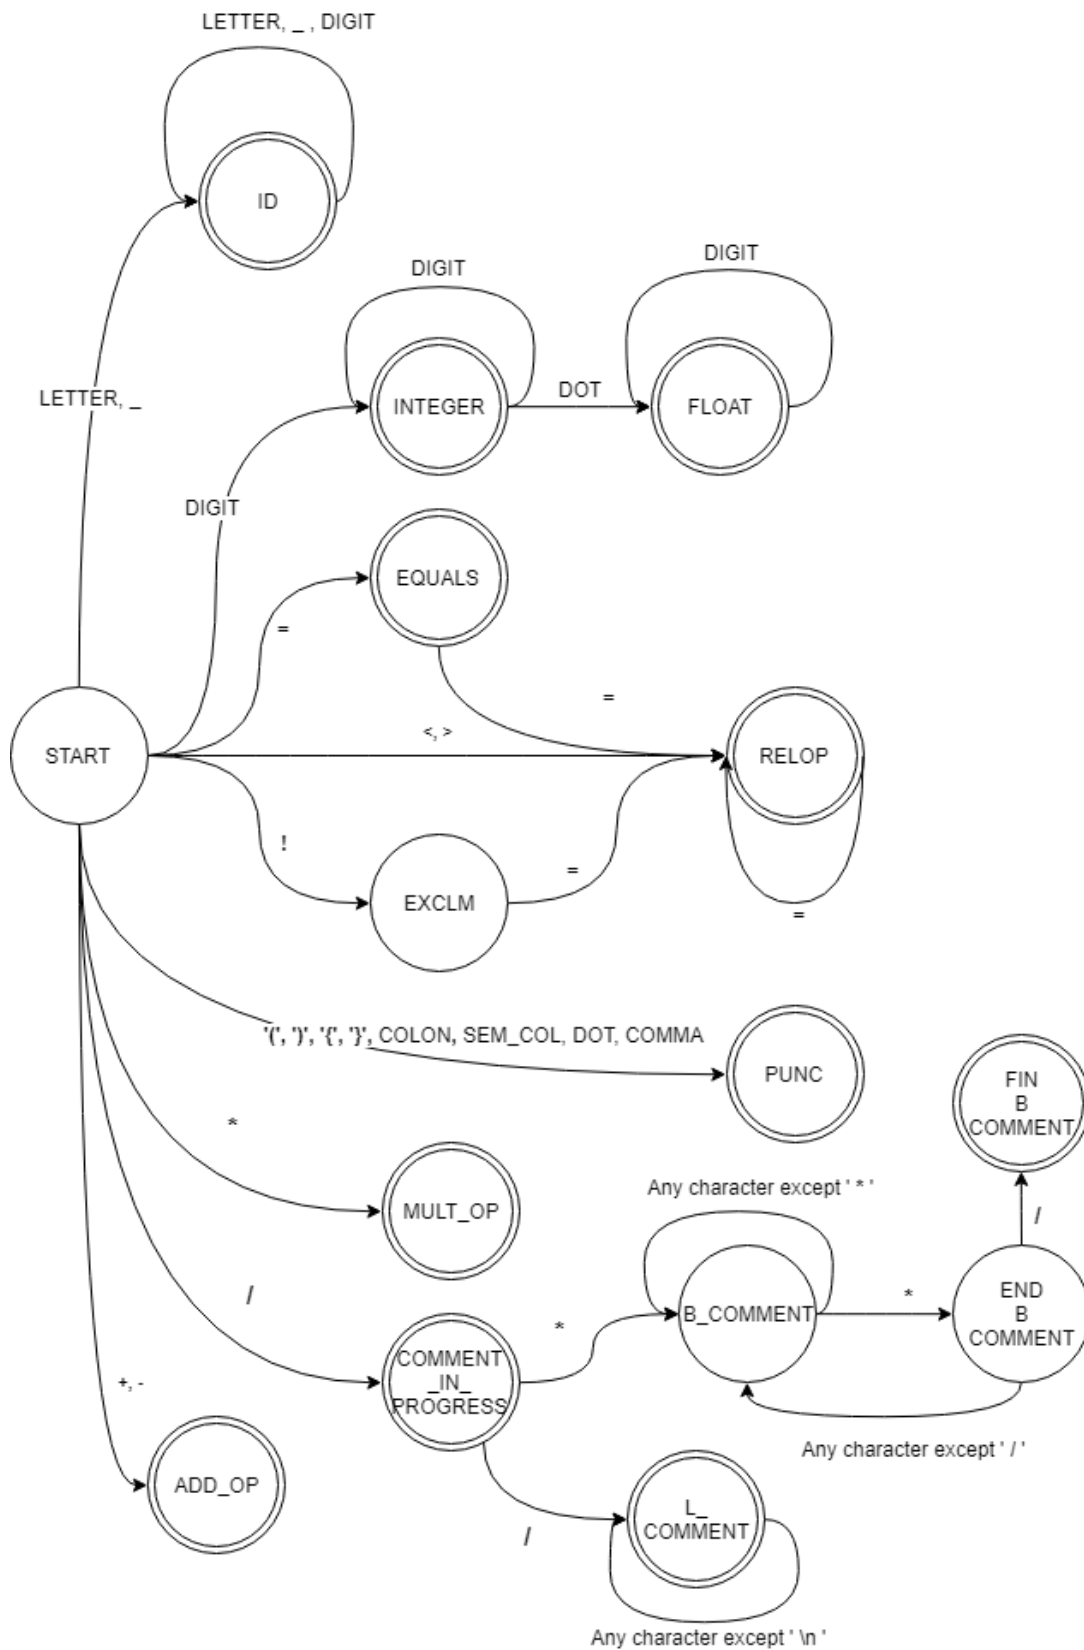 LETTER, _ , DIGIT
ID
DIGIT
DIGIT
LETTER, _
INTEGER
DOT
FLOAT
DIGIT
EQUALS
=
=
<, >
START
RELOP
!
=
EXCLM
=
'(', ')', '{', '}', COLON, SEM_COL, DOT, COMMA
PUNC
FIN
B
COMMENT
*
Any character except ' * '
MULT_OP
/
/
*
B_COMMENT
*
END
B
COMMENT
COMMENT
_IN_
PROGRESS
+, -
Any character except ' / '
ADD_OP
L_
COMMENT
/
Any character except ' \n '